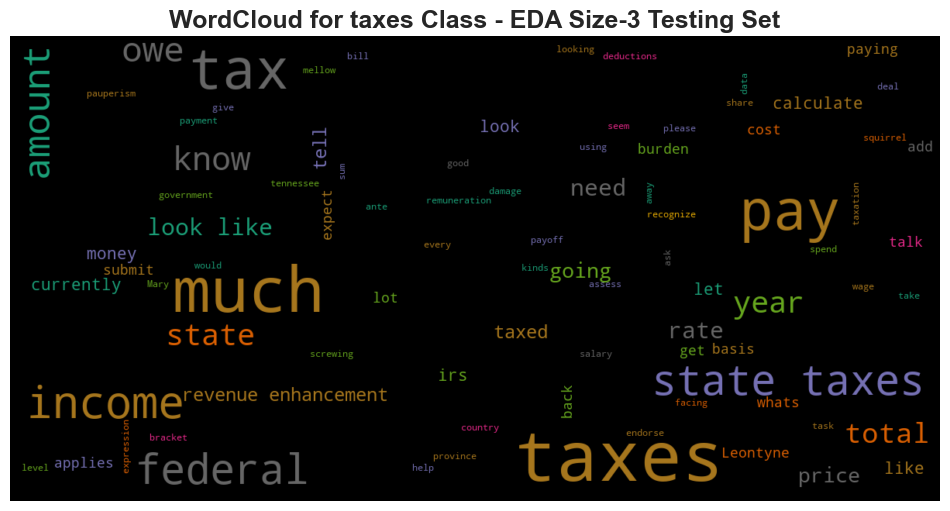 WordCloud for taxes Class - EDA Size-3 Testing Set
amount
owe
tax
mellow
bill
looking
deductions
paying
pauperism
give
payment
data
share
calculate
deal
know
tell
sum
look
good
using
seem
please
burden
cost
squirrel
add
government
tennessee
expect
ante
remuneration
damage
need
away
recognize
pay
taxation
talk
look like
money
submit
would
currently
Mary
much
every
payoff
kinds
going
assess
ask
spend
let
year
wage
take
lot
state
screwing
taxed
salary
rate
get
basis
income
revenue enhancement
irs
back
state taxes
facing
whats
level
applies
expression
bracket
federal
country
province
help
taxes
endorse
Leontyne
task
total
price
like